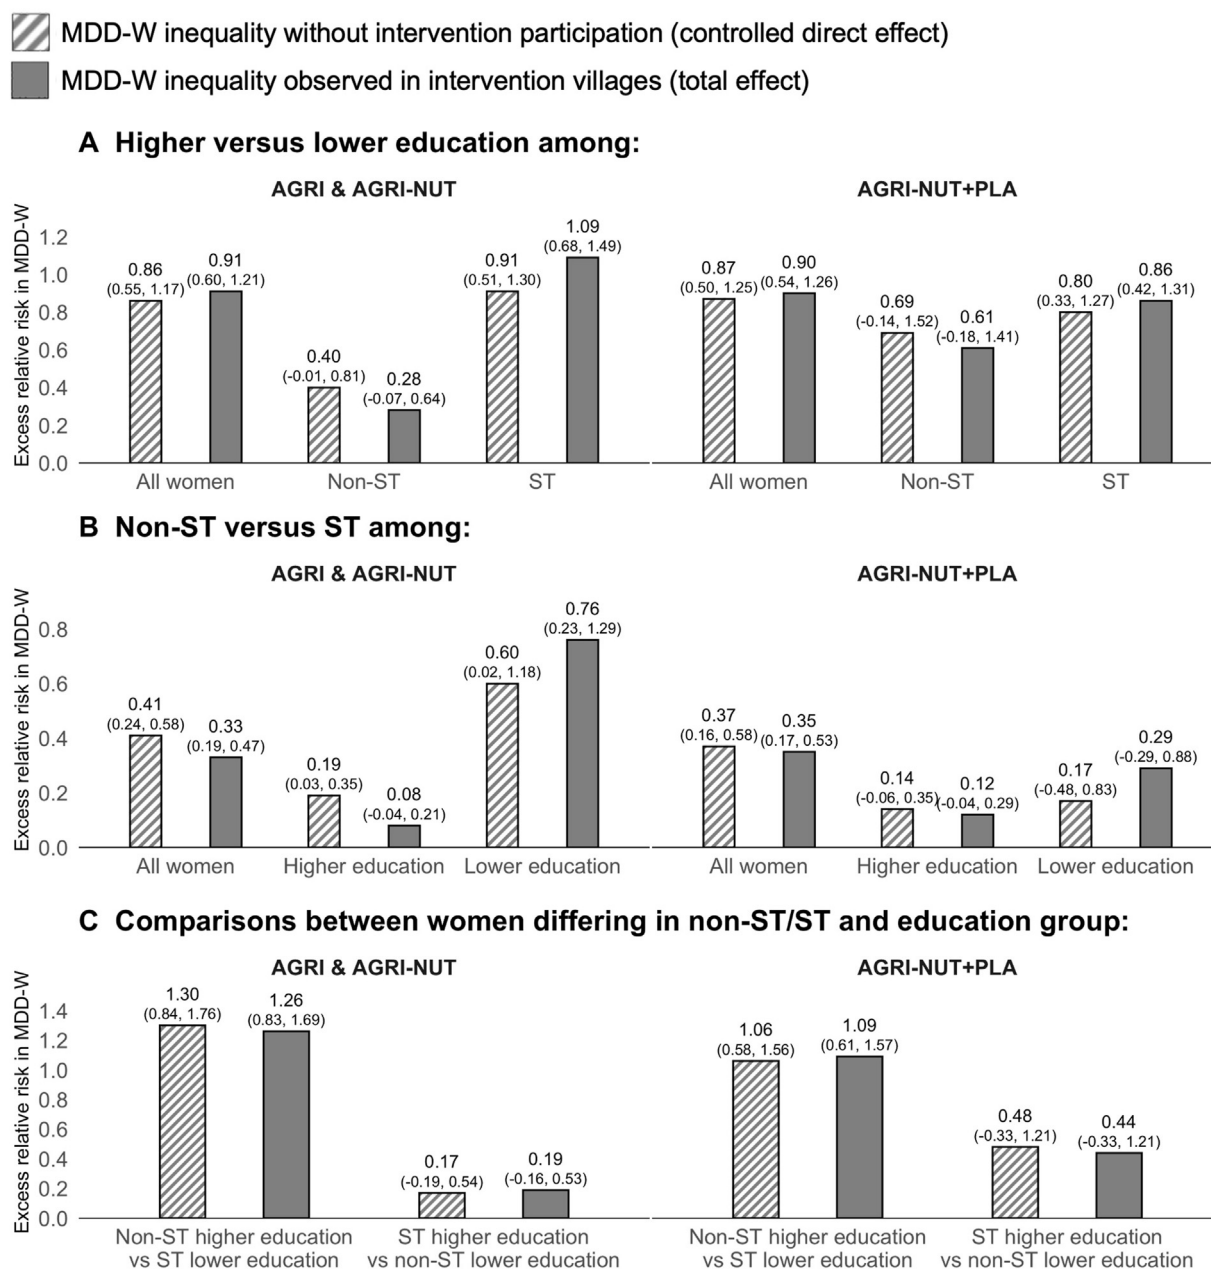 MDD-W inequality without intervention participation (controlled direct effect)
MDD-W inequality observed in intervention villages (total effect)
A Higher versus lower education among:
AGRI & AGRI-NUT
AGRI-NUT+PLA
Excess relative risk in MDD-W
1.2
1.0
0.8
0.6
0.4
0.2
0.0
0.86
(0.55, 1.17)
0.91
(0.60, 1.21)
0.40
(-0.01, 0.81)
0.28
(-0.07, 0.64)
0.91
(0.51, 1.30)
1.09
(0.68, 1.49)
0.87
(0.50, 1.25)
0.90
(0.54, 1.26)
0.69
(-0.14, 1.52)
0.61
(-0.18, 1.41)
0.80
(0.33, 1.27)
0.86
(0.42, 1.31)
All women
Non-ST
ST
All women
Non-ST
ST
B Non-ST versus ST among:
AGRI & AGRI-NUT
AGRI-NUT+PLA
Excess relative risk in MDD-W
0.8
0.6
0.4
0.2
0.0
0.41
(0.24, 0.58)
0.33
(0.19, 0.47)
0.19
(0.03, 0.35)
0.08
(-0.04, 0.21)
0.60
(0.02, 1.18)
0.76
(0.23, 1.29)
0.37
(0.16, 0.58)
0.35
(0.17, 0.53)
0.14
(-0.06, 0.35)
0.12
(-0.04, 0.29)
0.17
(-0.48, 0.83)
0.29
(-0.29, 0.88)
All women
Higher education
Lower education
All women
Higher education
Lower education
C Comparisons between women differing in non-ST/ST and education group:
AGRI & AGRI-NUT
AGRI-NUT+PLA
Excess relative risk in MDD-W
1.4
1.2
1.0
0.8
0.6
0.4
0.2
0.0
1.30
(0.84, 1.76)
1.26
(0.83, 1.69)
0.17
(-0.19, 0.54)
0.19
(-0.16, 0.53)
1.06
(0.58, 1.56)
1.09
(0.61, 1.57)
0.48
(-0.33, 1.21)
0.44
(-0.33, 1.21)
Non-ST higher education
vs ST lower education
ST higher education
vs non-ST lower education
Non-ST higher education
vs ST lower education
ST higher education
vs non-ST lower education